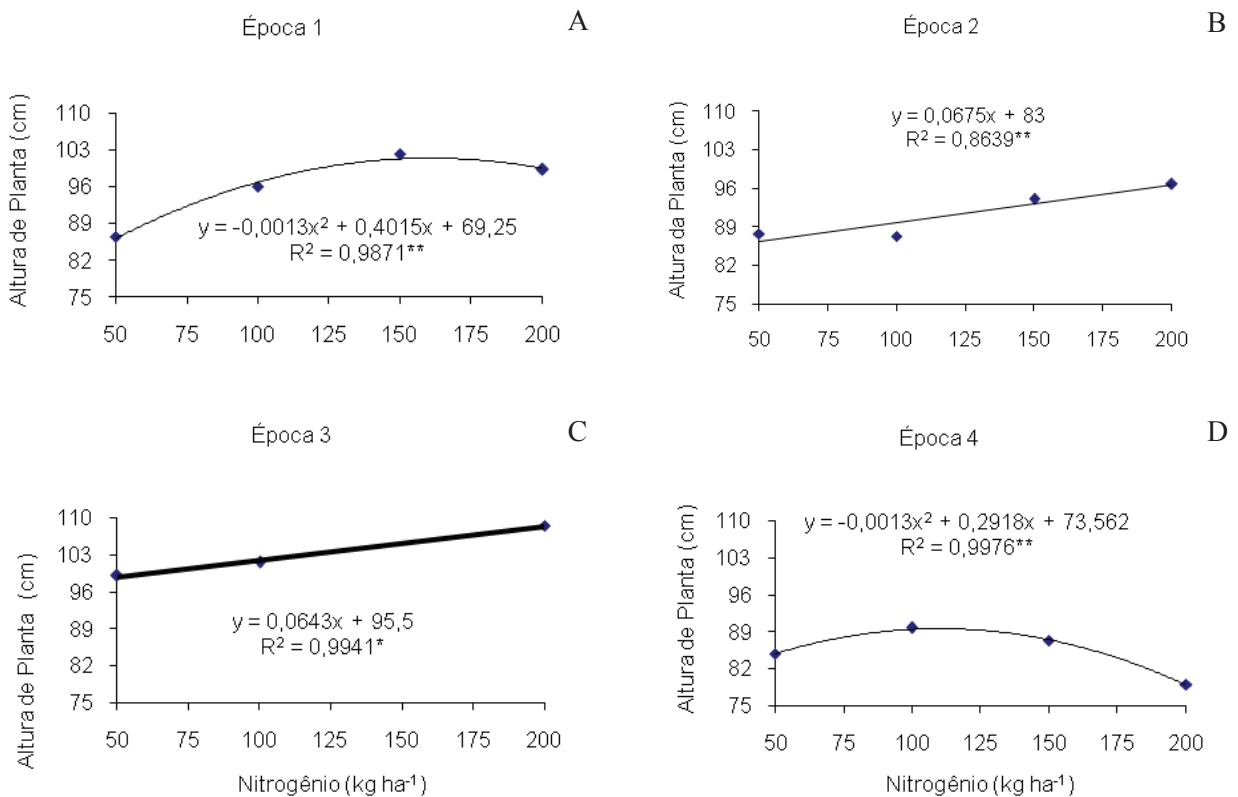 Época 1
A
Altura de Planta (cm)
110
103
96
89
82
75
y = -0,0013x² + 0,4015x + 69,25
R² = 0,9871**
50 75 100 125 150 175 200
Época 2
B
Altura da Planta (cm)
110
103
96
89
82
75
y = 0,0675x + 83
R² = 0,8639**
50 75 100 125 150 175 200
Época 3
C
Altura de Planta (cm)
110
103
96
89
82
75
y = 0,0643x + 95,5
R² = 0,9941*
50 75 100 125 150 175 200
Nitrogênio (kg ha-1)
Época 4
D
Altura de Planta (cm)
110
103
96
89
82
75
y = -0,0013x² + 0,2918x + 73,562
R² = 0,9976**
50 75 100 125 150 175 200
Nitrogênio (kg ha-1)